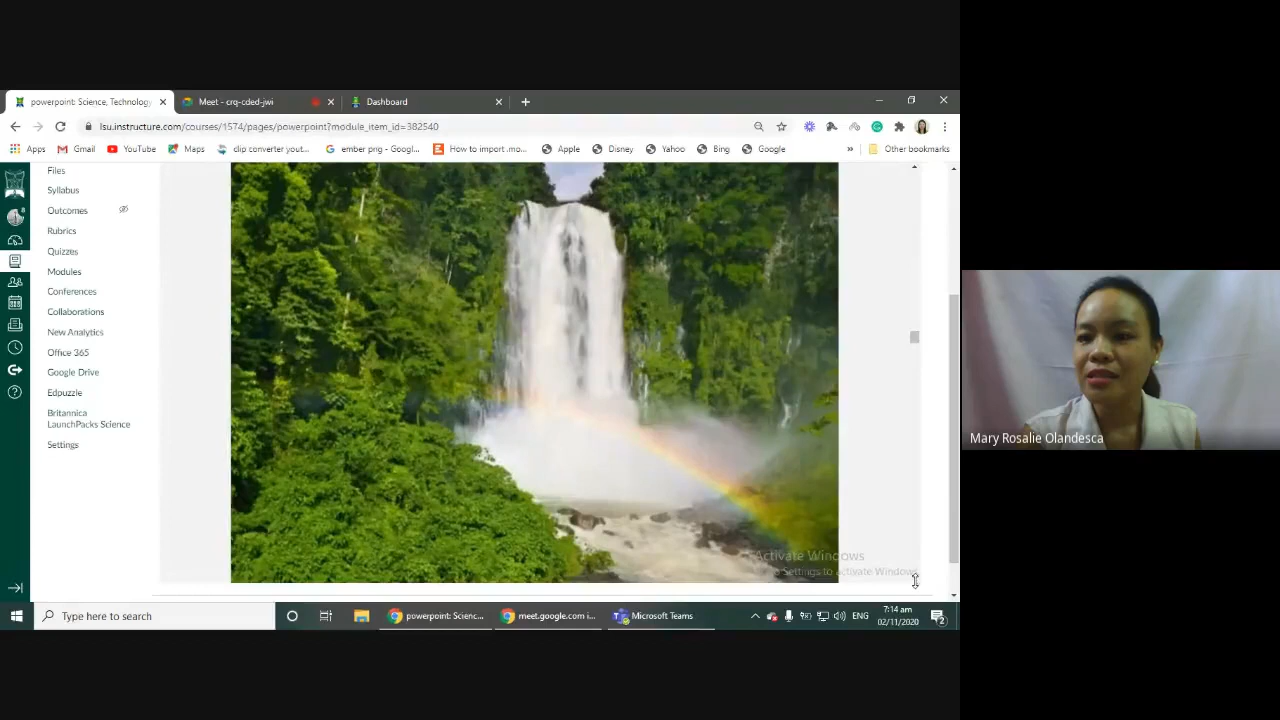 powerpoint: Science, Technology
Meet - crq-cded-jwi
Dashboard
lsu.instructure.com/courses/1574/pages/powerpoint?module_item_id=382540
Apps
Gmail
YouTube
Maps
clip converter yout...
ember prig - Googl...
How to import .mo...
Apple
Disney
Yahoo
Bing
Google
»
Other bookmarks
Files
Syllabus
Outcomes
Rubrics
Quizzes
Modules
Conferences
Collaborations
New Analytics
Office 365
Google Drive
Edpuzzle
Britannica
LaunchPacks Science
Settings
Mary Rosalie Olandesca
Activate Windows
Settings to activate Windows
Type here to search
powerpoint: Scienc...
meet.google.com i...
Microsoft Teams
ENG
7:14 am
02/11/2020
2